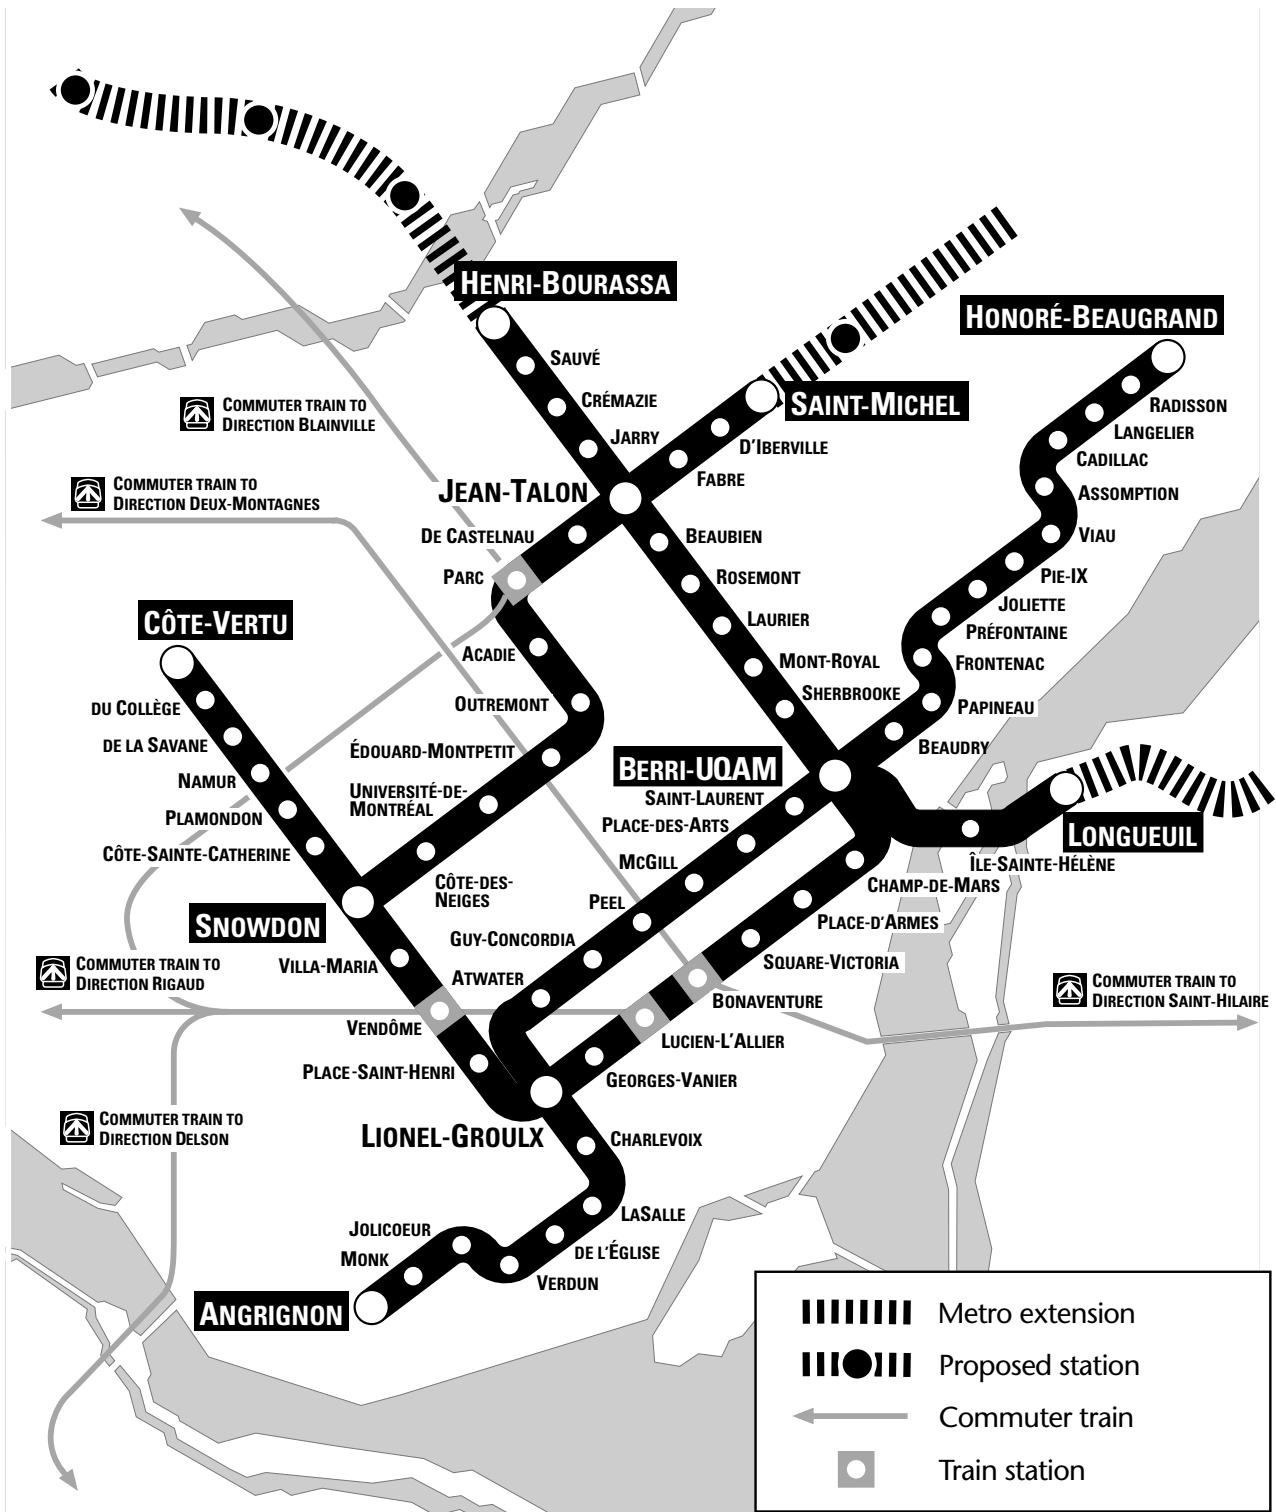 HENRI-BOURASSA
HONORÉ-BEAUGRAND
SAUVÉ
CRÉMAZIE
SAINT-MICHEL
RADISSON
COMMUTER TRAIN TO
DIRECTION BLAINVILLE
LANGELIER
JARRY
D'IBERVILLE
CADILLAC
FABRE
JEAN-TALON
COMMUTER TRAIN TO
DIRECTION DEUX-MONTAGNES
ASSOMPTION
DE CASTELNAU
BEAUBIEN
VIAU
PARC
ROSEMONT
PIE-IX
JOLIETTE
CÔTE-VERTU
LAURIER
PRÉFONTAINE
ACADIE
MONT-ROYAL
FRONTENAC
SHERBROOKE
OUTREMONT
PAPINEAU
DU COLLÈGE
DE LA SAVANE
ÉDOUARD-MONTPETIT
BEAUDRY
BERRI-UQAM
NAMUR
UNIVERSITÉ-DE-
MONTRÉAL
SAINT-LAURENT
PLAMONDON
PLACE-DES-ARTS
LONGUEUIL
CÔTE-SAINTE-CATHERINE
MCGILL
ÎLE-SAINTE-HÉLÈNE
CÔTE-DES-
NEIGES
CHAMP-DE-MARS
PEEL
SNOWDON
PLACE-D'ARMES
GUY-CONCORDIA
VILLA-MARIA
SQUARE-VICTORIA
COMMUTER TRAIN TO
DIRECTION RIGAUD
ATWATER
COMMUTER TRAIN TO
DIRECTION SAINT-HILAIRE
BONAVENTURE
VENDÔME
LUCIEN-L'ALLIER
PLACE-SAINT-HENRI
GEORGES-VANIER
COMMUTER TRAIN TO
DIRECTION DELSON
LIONEL-GROULX
CHARLEVOIX
LASALLE
JOLICOEUR
DE L'ÉGLISE
MONK
VERDUN
ANGRIGNON
Metro extension
Proposed station
Commuter train
Train station